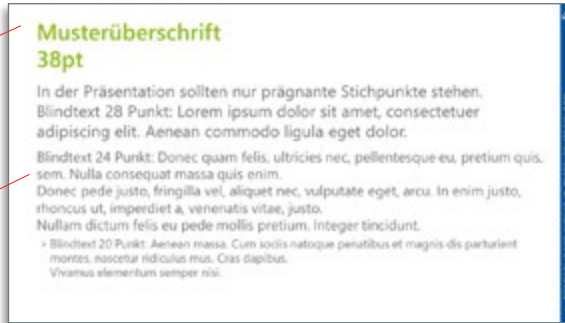 Musterüberschrift
38pt
In der Präsentation sollten nur prägnante Stichpunkte stehen.
Blindtext 28 Punkt: Lorem ipsum dolor sit amet, consectetuer
adipiscing elit. Aenean commodo ligula eget dolor.
Blindtext 24 Punkt: Donec quam felis, ultricies nec, pellentesque eu, pretium quis,
sem. Nulla consequat massa quis enim.
Donec pede justo, fringilla vel, aliquet nec, vulputate eget, arcu. In enim justo,
rhoncus ut, imperdiet a, venenatis vitae, justo.
Nullam dictum felis eu pede mollis pretium. Integer tincidunt.
> Blindtext 20 Punkt: Aenean massa. Cum sociis natoque penatibus et magnis dis parturient
montes, nascetur ridiculus mus. Cras dapibus.
Vivamus elementum semper nisi.